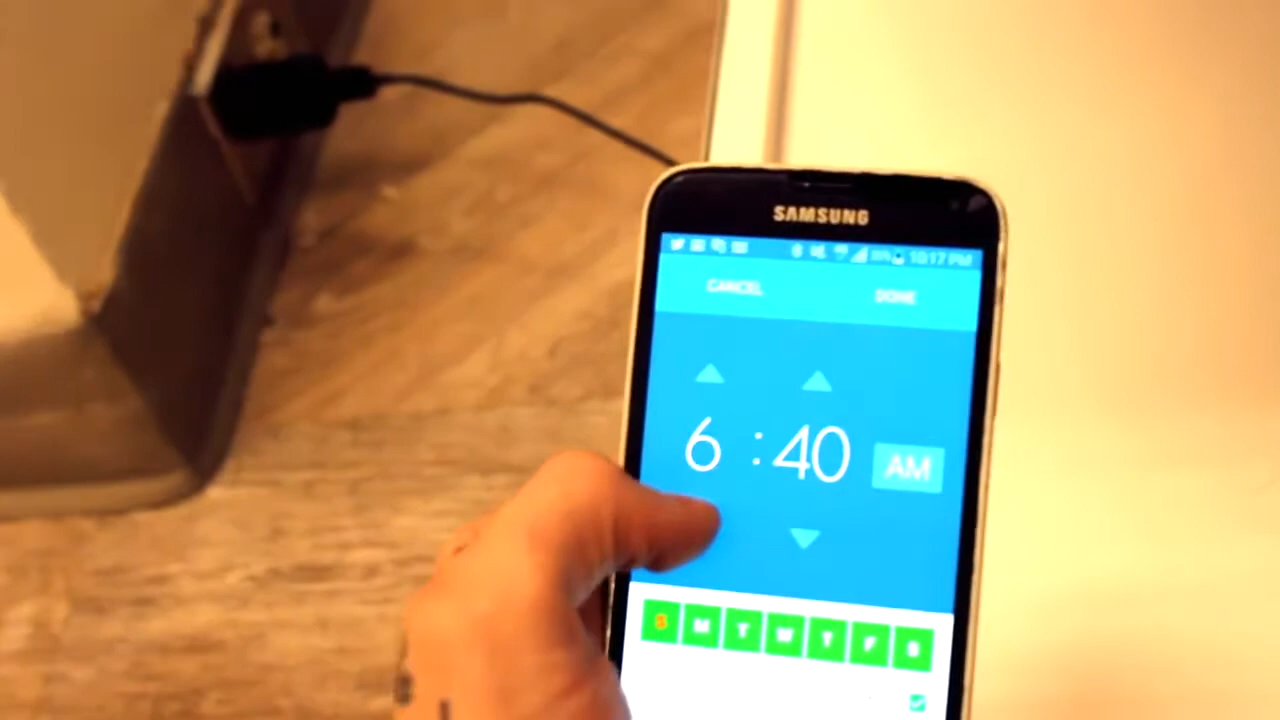 SAMSUNG
10:17 PM
CANCEL DONE
6 : 40 AM
S M T W T F S